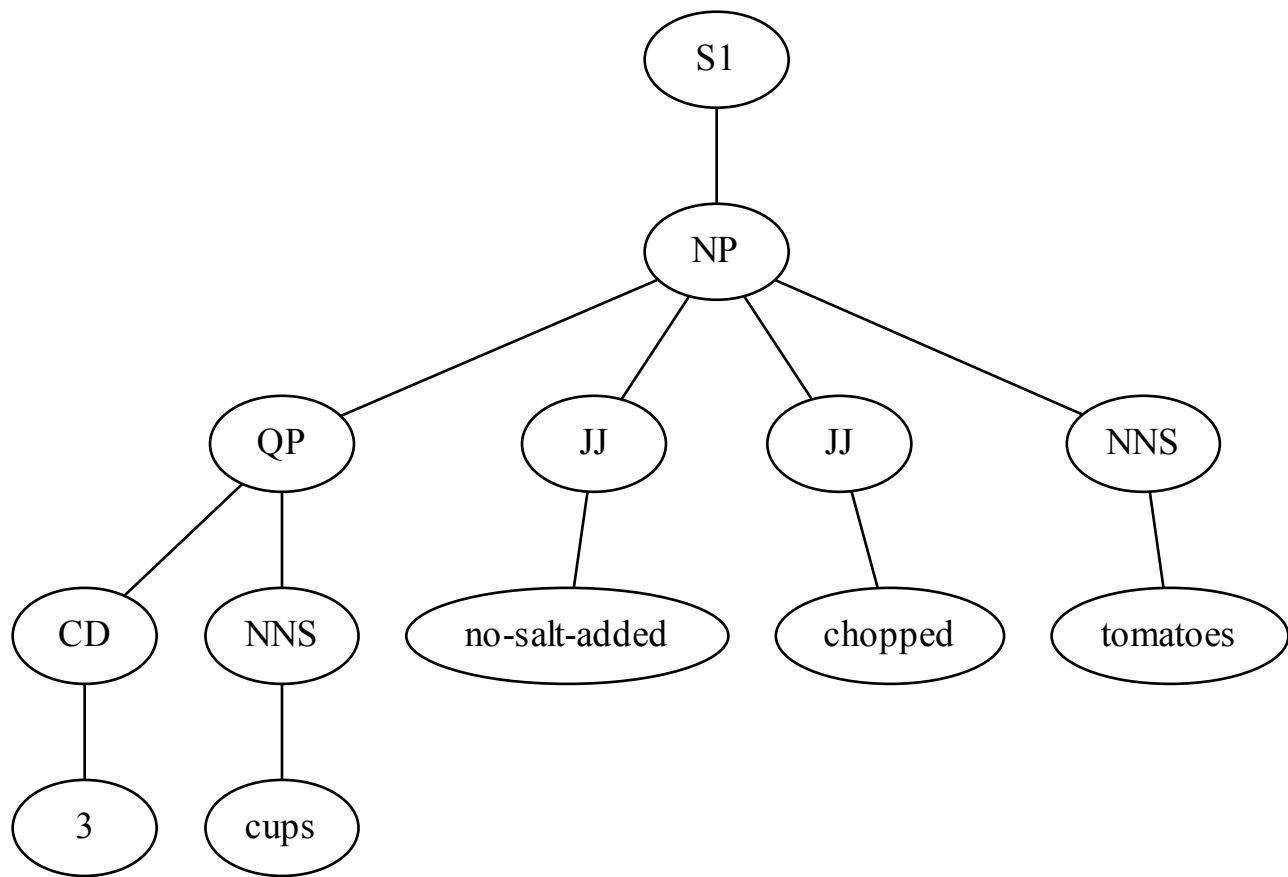 S1
NP
QP JJ JJ NNS
CD NNS no-salt-added chopped tomatoes
3 cups